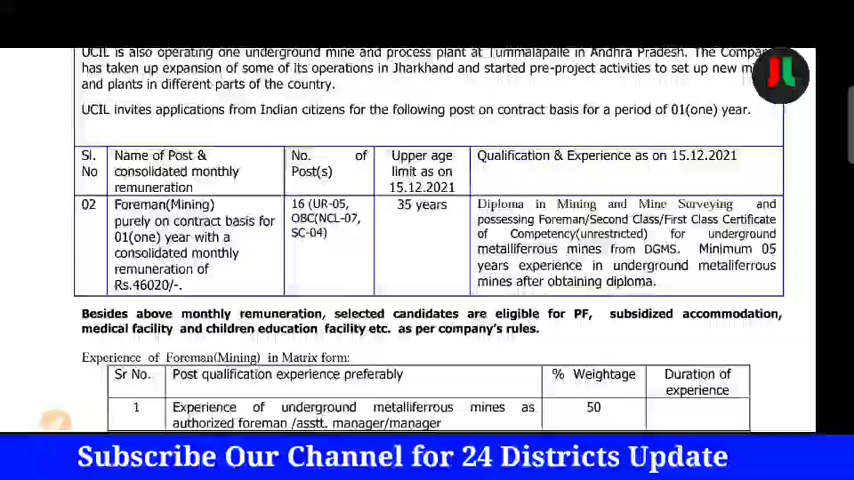 UCIL is also operating one underground mine and process plant at Tummalapalle in Andhra Pradesh. The
has taken up expansion of some of its operations in Jharkhand and started pre-project activities to set up new
and plants in different parts of the country.
UCIL invites applications from Indian citizens for the following post on contract basis for a period of 01(one) year.
Sl. No
Name of Post & consolidated monthly remuneration
No. of Post(s)
Upper age limit as on 15.12.2021
Qualification & Experience as on 15.12.2021
02
Foreman(Mining)
purely on contract basis for
01(one) year with a
consolidated monthly
remuneration of
Rs.46020/-.
16 (UR-05,
OBC(NCL-07,
SC-04)
35 years
Diploma in Mining and Mine Surveying and
possessing Foreman/Second Class/First Class Certificate
of Competency(unrestricted) for underground
metalliferrous mines from DGMS. Minimum 05
years experience in underground metaliferrous
mines after obtaining diploma.
Besides above monthly remuneration, selected candidates are eligible for PF, subsidized accommodation,
medical facility and children education facility etc. as per company's rules.
Experience of Foreman(Mining) in Matrix form:
Sr No.
Post qualification experience preferably
% Weightage
Duration of
experience
1
Experience of underground metalliferrous mines as
authorized foreman /asstt. manager/manager
50
JL
Subscribe Our Channel for 24 Districts Update